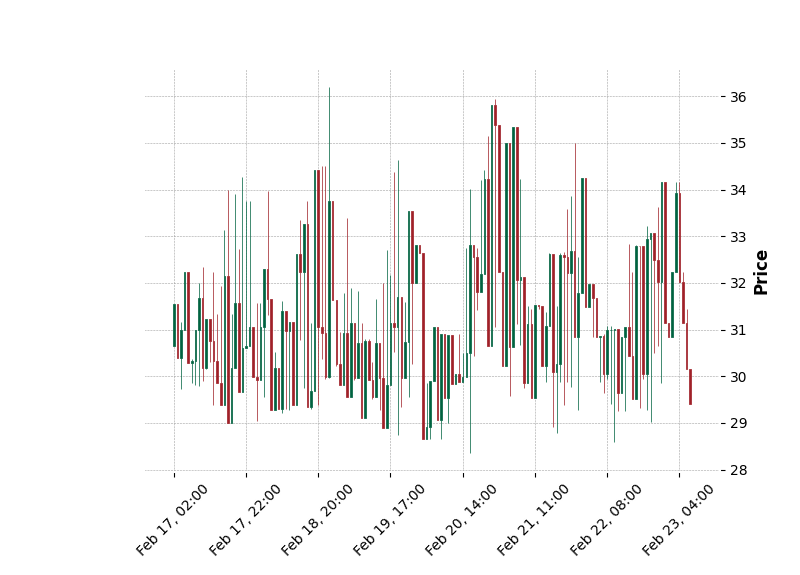 36
35
34
33
32
31
30
29
28
Price
Feb 17, 02:00
Feb 17, 22:00
Feb 18, 20:00
Feb 19, 17:00
Feb 20, 14:00
Feb 21, 11:00
Feb 22, 08:00
Feb 23, 04:00